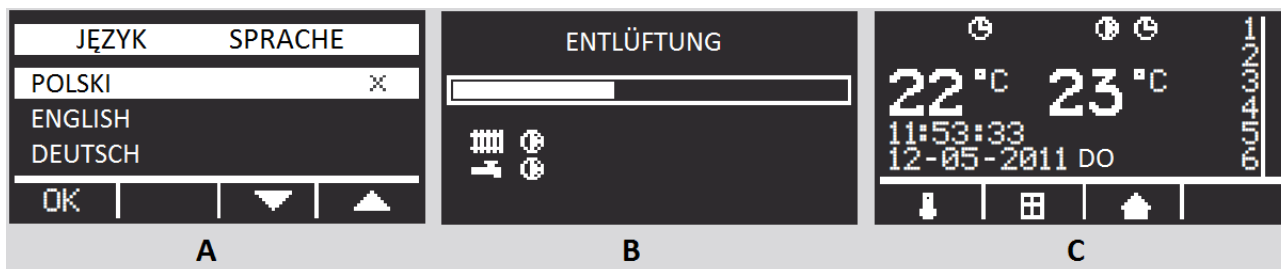 JĘZYK SPRACHE
POLSKI X
ENGLISH
DEUTSCH
OK
A
ENTLÜFTUNG
B
22°C 23°C
11:53:33
12-05-2011 DO
1
2
3
4
5
6
C